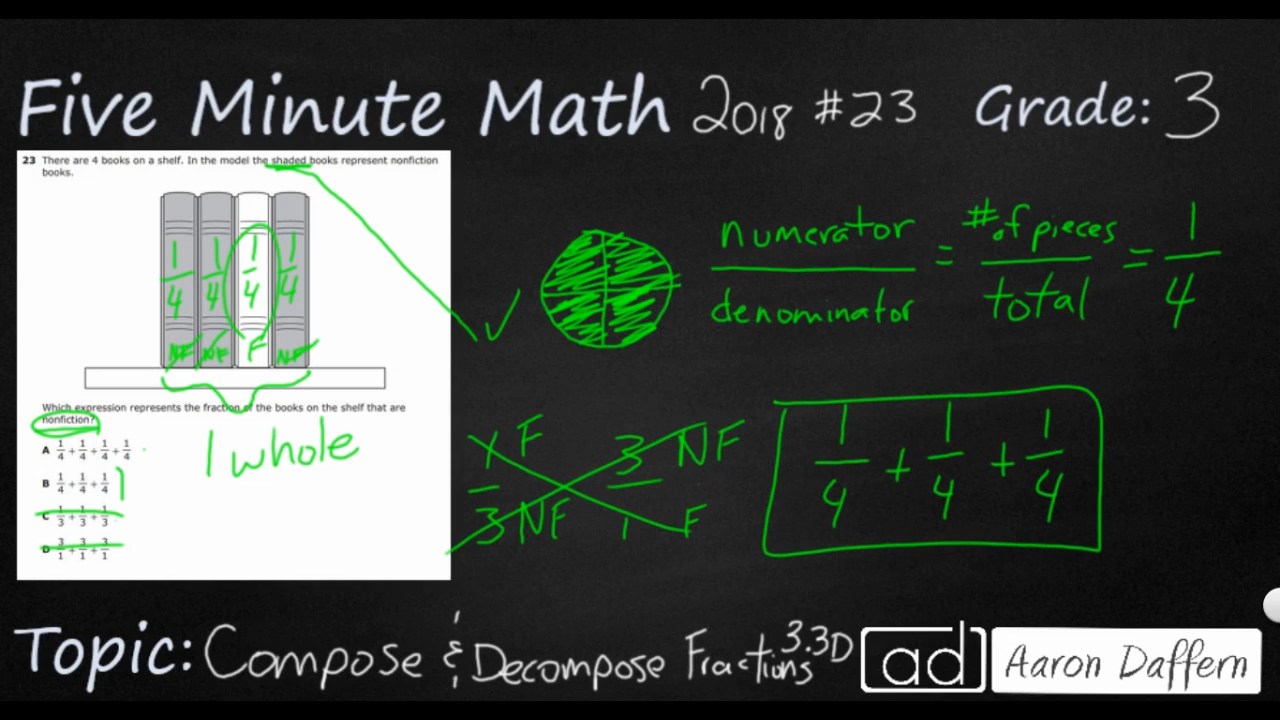 Five Minute Math 2018 #23 Grade: 3
23 There are 4 books on a shelf. In the model the shaded books represent nonfiction
books.
1/4 1/4 1/4 1/4
NF NF F NF
Which expression represents the fraction of the books on the shelf that are
nonfiction?
A 1/4 + 1/4 + 1/4 + 1/4
B 1/4 + 1/4 + 1/4
C 1/3 + 1/3 + 1/3
D 3/1 + 3/1 + 3/1
1 whole
numerator/denominator = # of pieces/total = 1/4
1 F/3 NF 3 NF/1 F
1/4 + 1/4 + 1/4
Topic: Compose & Decompose Fractions 3.3D
ad Aaron Daffern